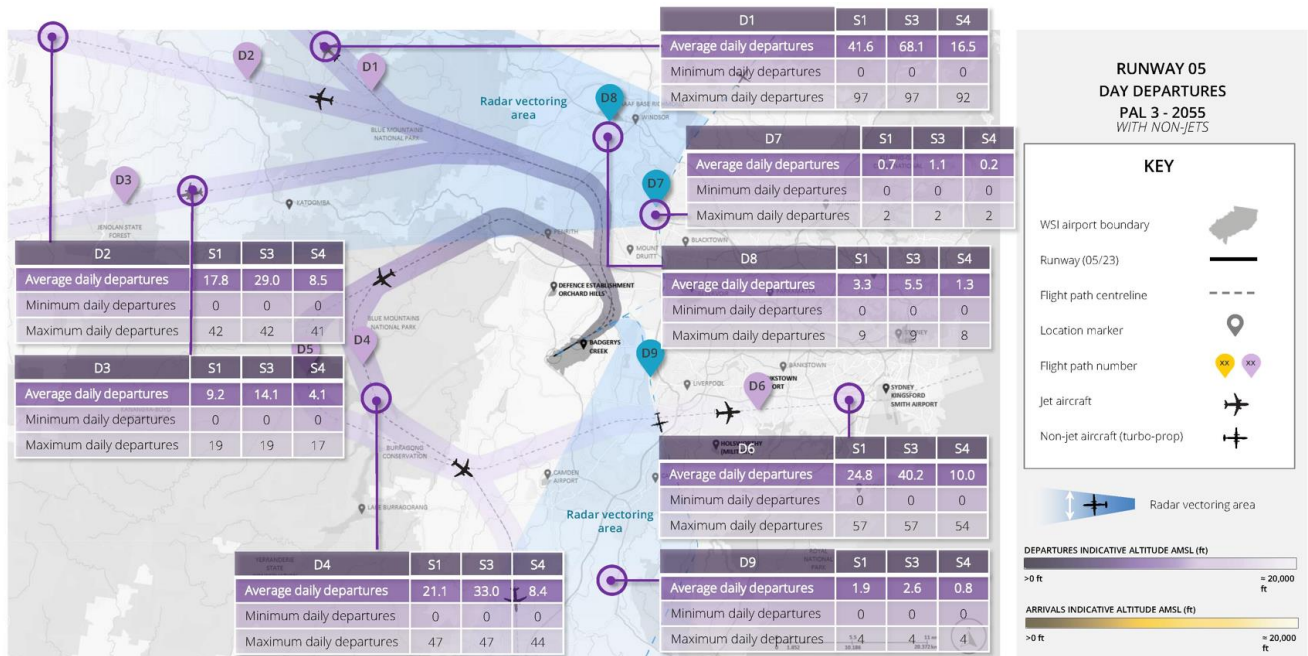 D1 S1 S3 S4
Average daily departures 41.6 68.1 16.5
Minimum daily departures 0 0 0
Maximum daily departures 97 97 92
D2
D1
Radar vectoring
area
D8
WINDSOR
BLUE MOUNTAINS
NATIONAL PARK
D7 S1 S3 S4
Average daily departures 0.7 1.1 0.2
Minimum daily departures 0 0 0
Maximum daily departures 2 2 2
D3
D7
KATOOMBA
JENOLAN STATE
FOREST
PENRITH
BLACKTOWN
MOUNT
DRUITT
D2 S1 S3 S4
Average daily departures 17.8 29.0 8.5
Minimum daily departures 0 0 0
Maximum daily departures 42 42 41
D8 S1 S3 S4
Average daily departures 3.3 5.5 1.3
Minimum daily departures 0 0 0
Maximum daily departures 9 9 8
DEFENCE ESTABLISHMENT
ORCHARD HILLS
BLUE MOUNTAINS
NATIONAL PARK
D5
D4
BADGERYS
CREEK
D9
D3 S1 S3 S4
Average daily departures 9.2 14.1 4.1
Minimum daily departures 0 0 0
Maximum daily departures 19 19 17
BANKSTOWN
LIVERPOOL
D6
SYDNEY
KINGSFORD
SMITH AIRPORT
BURRAGORANG
CONSERVATION
D6 S1 S3 S4
Average daily departures 24.8 40.2 10.0
Minimum daily departures 0 0 0
Maximum daily departures 57 57 54
CAMDEN
AIRPORT
LAKE BURRAGORANG
Radar vectoring
area
D4 S1 S3 S4
Average daily departures 21.1 33.0 8.4
Minimum daily departures 0 0 0
Maximum daily departures 47 47 44
D9 S1 S3 S4
Average daily departures 1.9 2.6 0.8
Minimum daily departures 0 0 0
Maximum daily departures 4 4 4
RUNWAY 05
DAY DEPARTURES
PAL 3 - 2055
WITH NON-JETS
KEY
WSI airport boundary
Runway (05/23)
Flight path centreline
Location marker
Flight path number XX XX
Jet aircraft
Non-jet aircraft (turbo-prop)
Radar vectoring area
DEPARTURES INDICATIVE ALTITUDE AMSL (ft)
>0 ft ≈ 20,000
ft
ARRIVALS INDICATIVE ALTITUDE AMSL (ft)
>0 ft ≈ 20,000
ft